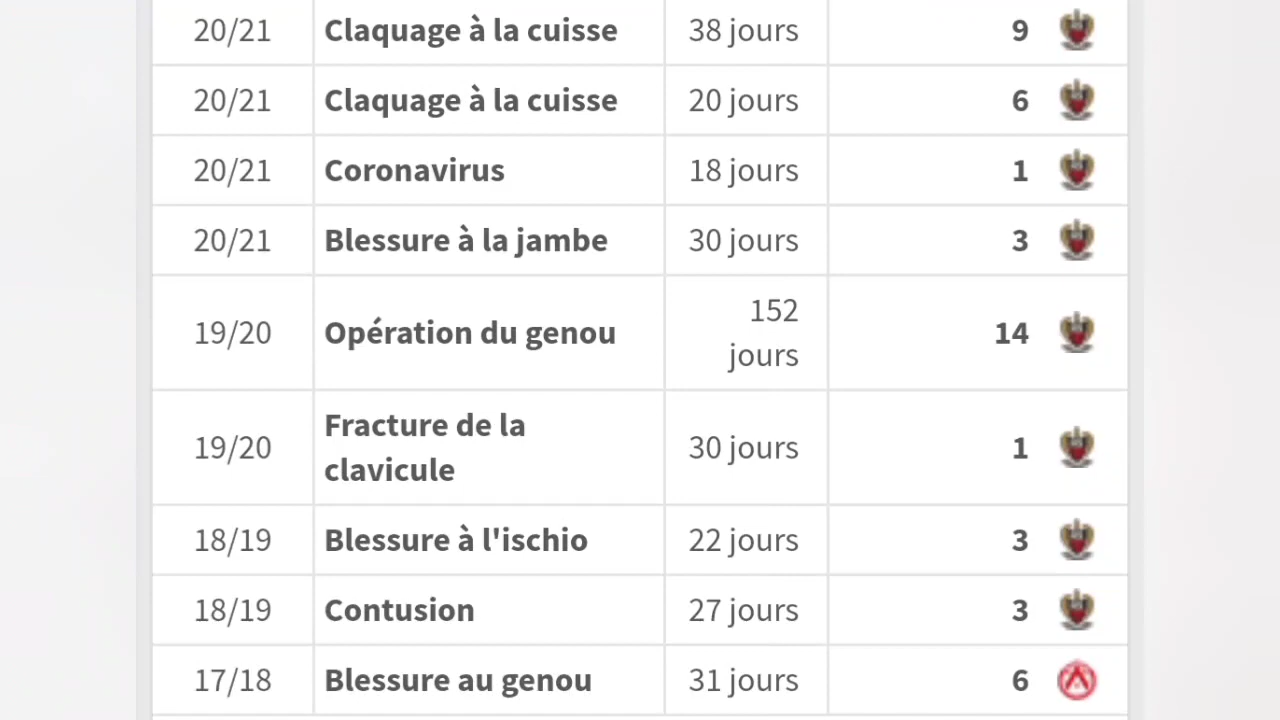 20/21 Claquage à la cuisse 38 jours 9
20/21 Claquage à la cuisse 20 jours 6
20/21 Coronavirus 18 jours 1
20/21 Blessure à la jambe 30 jours 3
19/20 Opération du genou 152 jours 14
19/20 Fracture de la clavicule 30 jours 1
18/19 Blessure à l'ischio 22 jours 3
18/19 Contusion 27 jours 3
17/18 Blessure au genou 31 jours 6